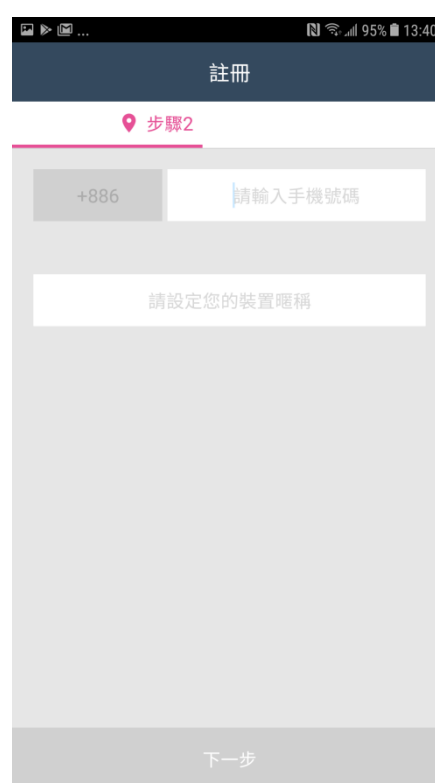 ... 95% 13:40
註冊
步驟2
+886 請輸入手機號碼
請設定您的裝置暱稱
下一步